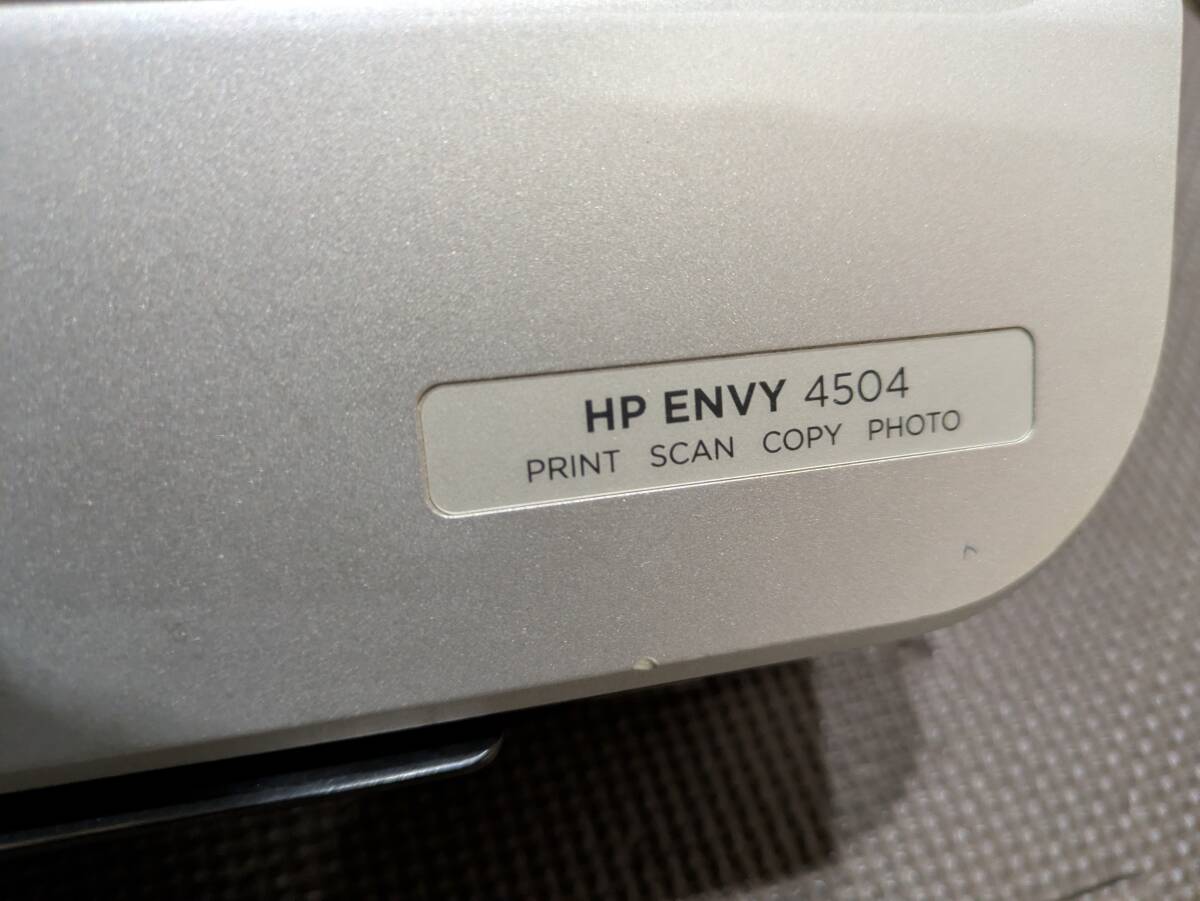 HP ENVY 4504
PRINT SCAN COPY PHOTO